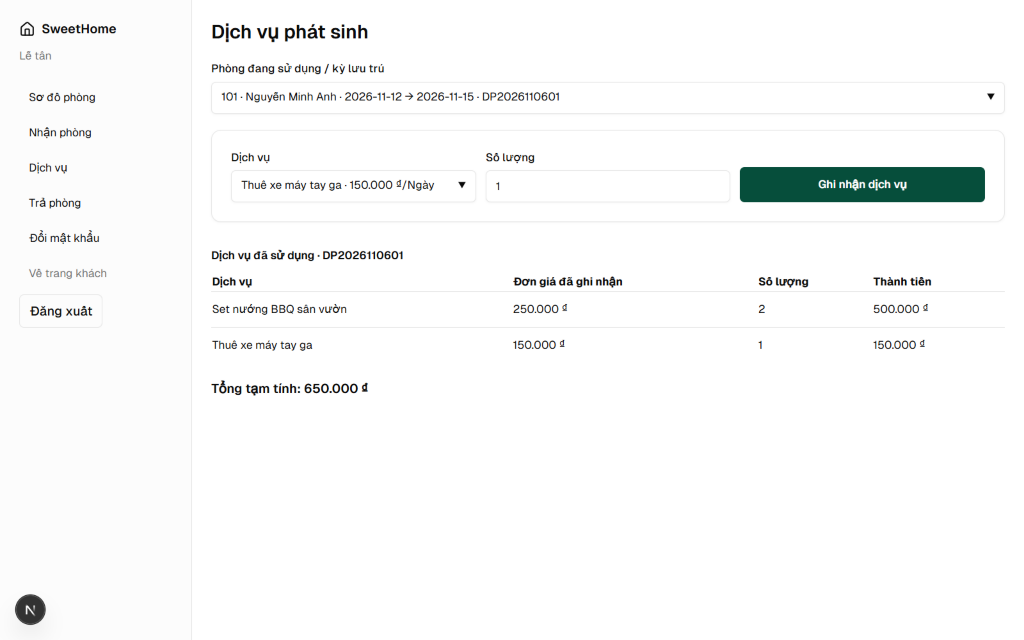 SweetHome
Lễ tân
Sơ đồ phòng
Nhận phòng
Dịch vụ
Trả phòng
Đổi mật khẩu
Về trang khách
Đăng xuất
N
Dịch vụ phát sinh
Phòng đang sử dụng / kỳ lưu trú
101 · Nguyễn Minh Anh · 2026-11-12 → 2026-11-15 · DP2026110601
Dịch vụ
Số lượng
Thuê xe máy tay ga · 150.000 ₫/Ngày
1
Ghi nhận dịch vụ
Dịch vụ đã sử dụng · DP2026110601
Dịch vụ Đơn giá đã ghi nhận Số lượng Thành tiền
Set nướng BBQ sân vườn 250.000 ₫ 2 500.000 ₫
Thuê xe máy tay ga 150.000 ₫ 1 150.000 ₫
Tổng tạm tính: 650.000 ₫